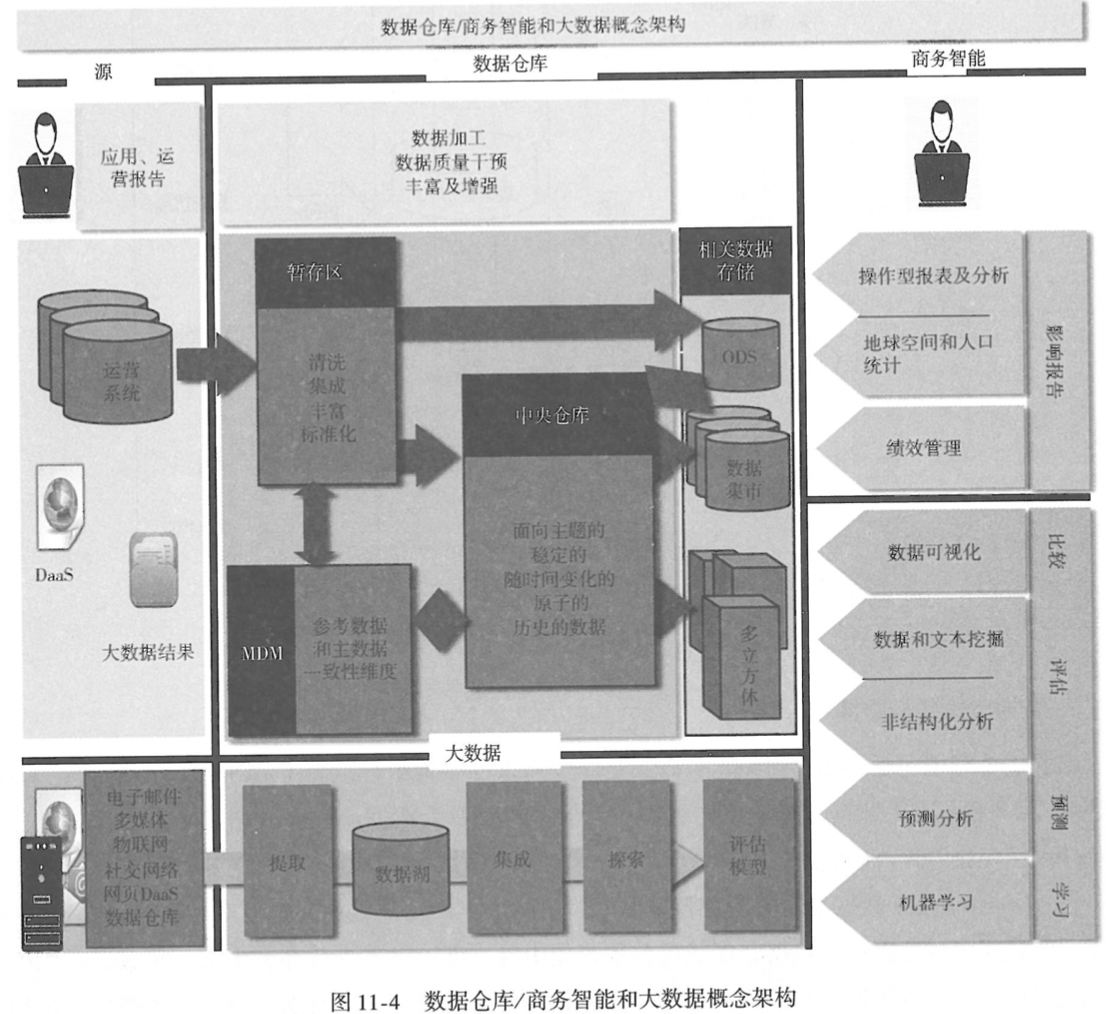 数据仓库/商务智能和大数据概念架构
源
数据仓库
商务智能
应用、运
营报告
数据加工
数据质量干预
丰富及增强
运营
系统
DaaS
大数据结果
暂存区
清洗
集成
丰富
标准化
MDM
参考数据
和主数据
一致性维度
中央仓库
面向主题的
稳定的
随时间变化的
原子的
历史的数据
相关数据
存储
ODS
数据
集市
多
立
方
体
操作型报表及分析
地球空间和人口
统计
绩效管理
影响报告
数据可视化
数据和文本挖掘
非结构化分析
预测分析
机器学习
比较
评估
预测
学习
大数据
电子邮件
多媒体
物联网
社交网络
网页DaaS
数据仓库
提取
数据湖
集成
探索
评估
模型
图 11-4 数据仓库/商务智能和大数据概念架构